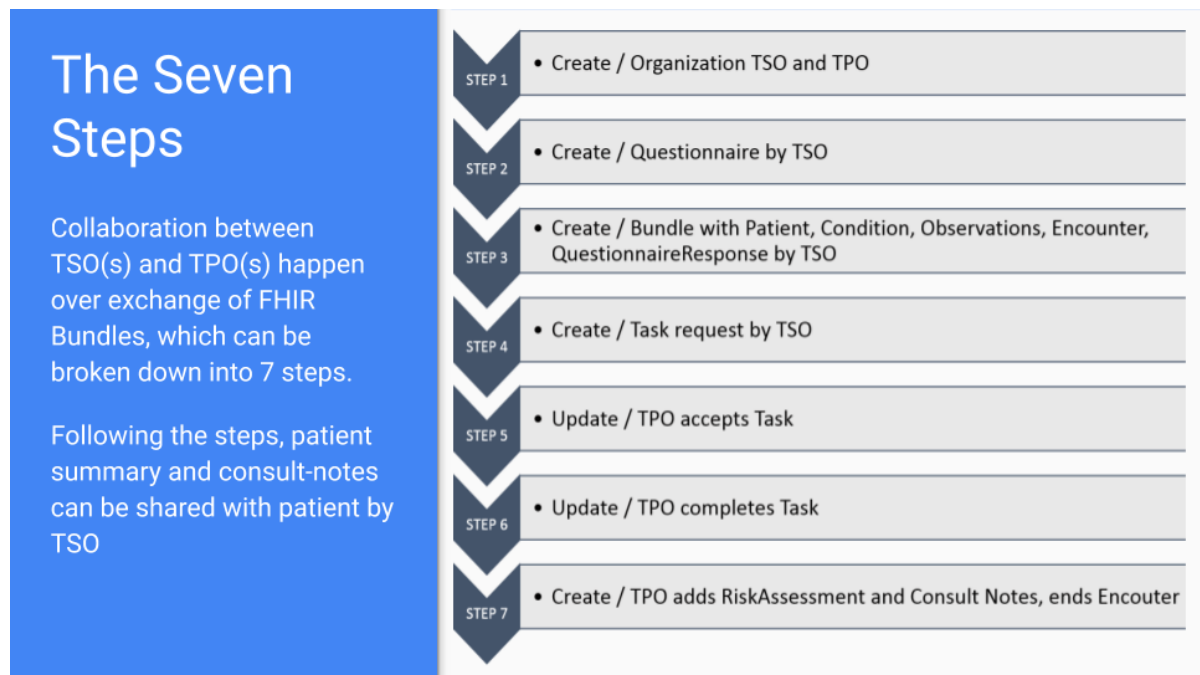 The Seven
Steps
Collaboration between
TSO(s) and TPO(s) happen
over exchange of FHIR
Bundles, which can be
broken down into 7 steps.
Following the steps, patient
summary and consult-notes
can be shared with patient by
TSO
STEP 1
• Create / Organization TSO and TPO
STEP 2
• Create / Questionnaire by TSO
STEP 3
• Create / Bundle with Patient, Condition, Observations, Encounter,
QuestionnaireResponse by TSO
STEP 4
• Create / Task request by TSO
STEP 5
• Update / TPO accepts Task
STEP 6
• Update / TPO completes Task
STEP 7
• Create / TPO adds RiskAssessment and Consult Notes, ends Encouter